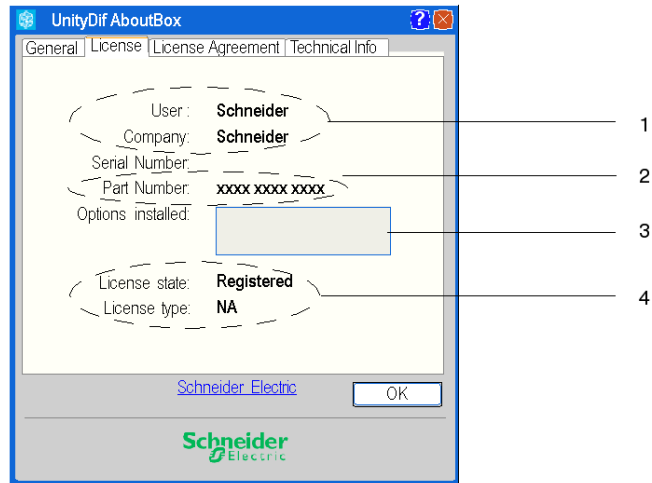 UnityDif AboutBox ?
General License License Agreement Technical Info
User : Schneider 1
Company: Schneider
Serial Number:
Part Number: xxxx xxxx xxxx 2
Options installed: 3
License state: Registered
License type: NA 4
Schneider Electric OK
Schneider
Electric